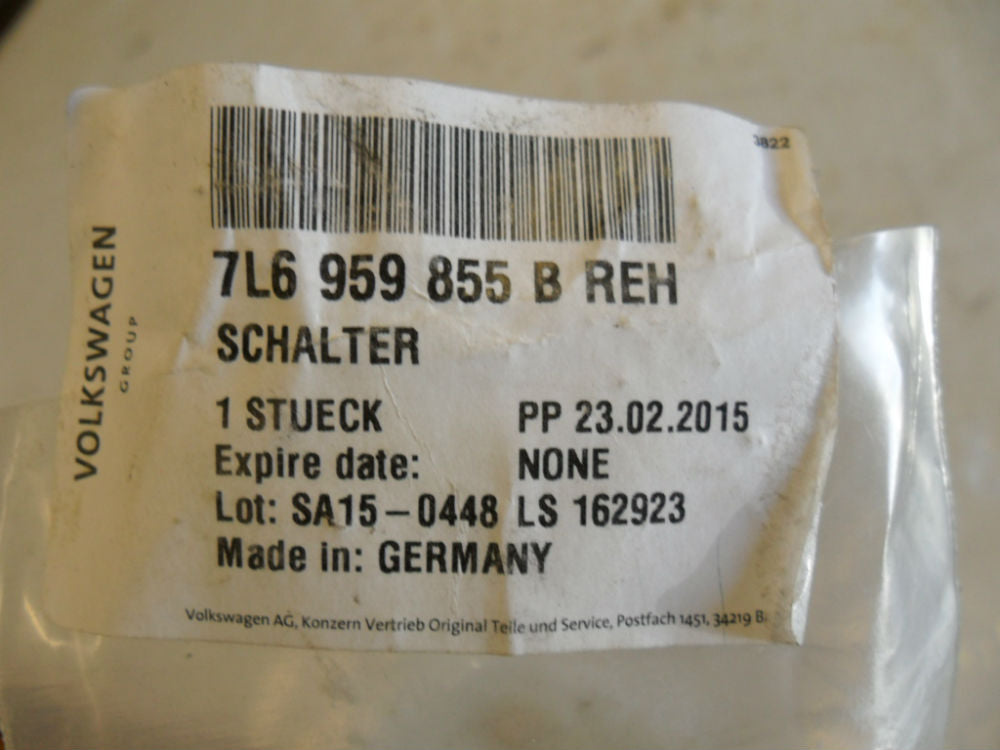 3822
VOLKSWAGEN
GROUP
7L6 959 855 B REH
SCHALTER
1 STUECK PP 23.02.2015
Expire date: NONE
Lot: SA15-0448 LS 162923
Made in: GERMANY
Volkswagen AG, Konzern Vertrieb Original Teile und Service, Postfach 1451, 34219 B.